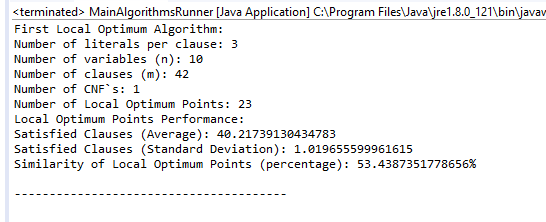 <terminated> MainAlgorithmsRunner [Java Application] C:\Program Files\Java\jre1.8.0_121\bin\javaw
First Local Optimum Algorithm:
Number of literals per clause: 3
Number of variables (n): 10
Number of clauses (m): 42
Number of CNF`s: 1
Number of Local Optimum Points: 23
Local Optimum Points Performance:
Satisfied Clauses (Average): 40.21739130434783
Satisfied Clauses (Standard Deviation): 1.019655599961615
Similarity of Local Optimum Points (percentage): 53.4387351778656%
----------------------------------------